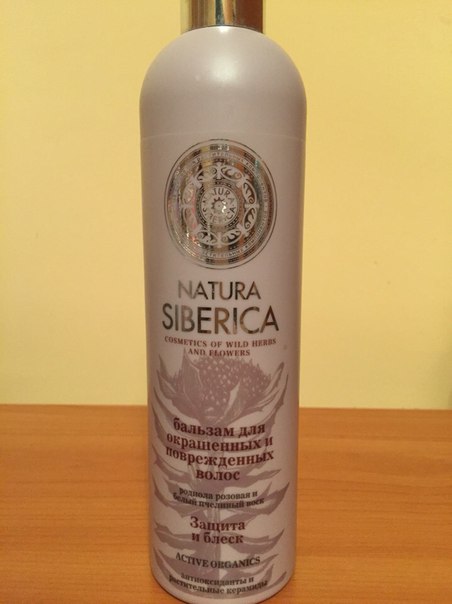 NATURA
SIBERICA
COSMETICS OF WILD HERBS
AND FLOWERS
бальзам для
окрашенных и
поврежденных
волос
родиола розовая и
белый пчелиный воск
Защита
и блеск
ACTIVE ORGANICS
антиоксиданты и
растительные керамиды